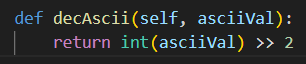 def decAscii(self, asciiVal):
    return int(asciiVal) >> 2